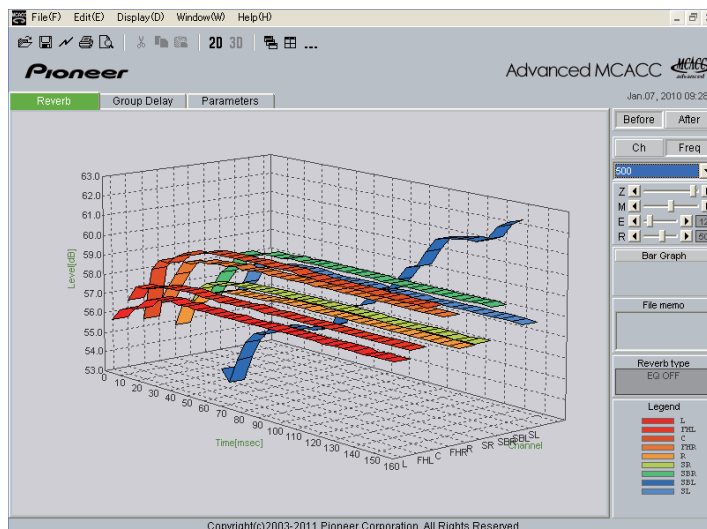 File(F) Edit(E) Display(D) Window(W) Help(H)
2D 3D ...
Pioneer
Advanced MCACC MCACC advanced
Reverb Group Delay Parameters
Jan.07, 2010 09:28
Before After
Ch Freq
500
Z
M
E
R
Bar Graph
File memo
Reverb type
EQ OFF
Legend
L
FHL
C
FHR
R
SR
SBR
SBL
SL
63.0
62.0
61.0
60.0
59.0
58.0
57.0
56.0
55.0
54.0
53.0
Level[dB]
0 10 20 30 40 50 60 70 80 90 100 110 120 130 140 150 160
Time[msec]
L FHL C FHR R SR SBR SBL SL
Channel
Copyright(c)2003-2011 Pioneer Corporation. All Rights Reserved